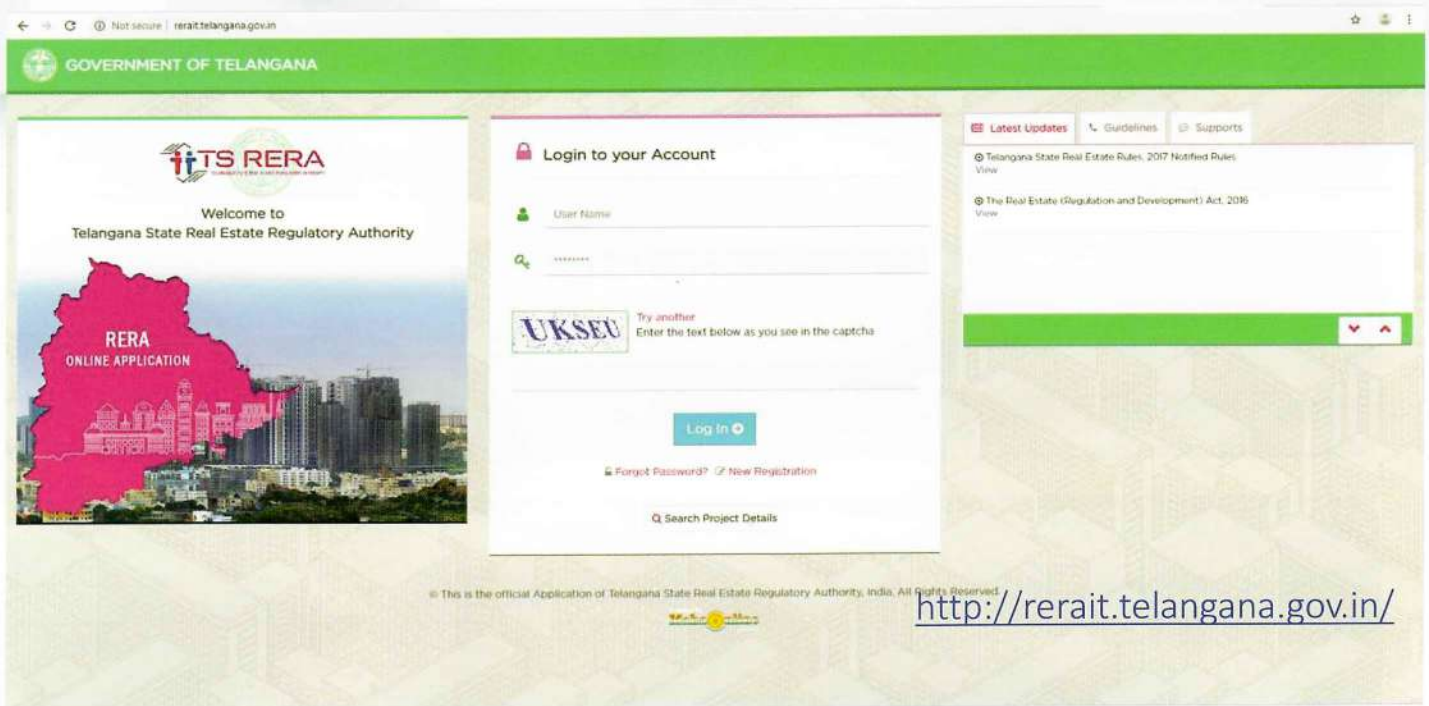 Not secure | rerait.telangana.gov.in
GOVERNMENT OF TELANGANA
TS RERA
Welcome to
Telangana State Real Estate Regulatory Authority
RERA
ONLINE APPLICATION
Login to your Account
User Name
********
UKSEU
Try another
Enter the text below as you see in the captcha
Log In
Forgot Password? New Registration
Search Project Details
Latest Updates Guidelines Supports
Telangana State Real Estate Rules, 2017 Notified Rules
View
The Real Estate (Regulation and Development) Act, 2016
View
© This is the official Application of Telangana State Real Estate Regulatory Authority, India. All Rights Reserved.
http://rerait.telangana.gov.in/